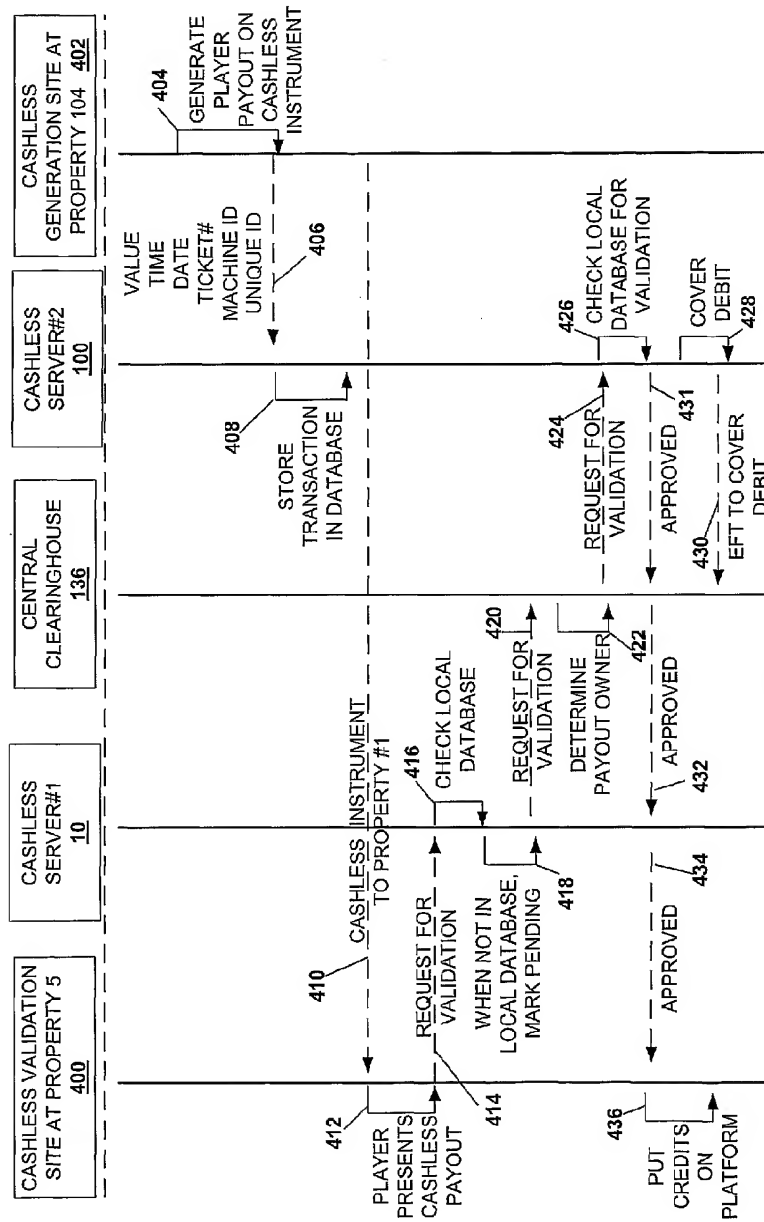 CASHLESS VALIDATION
SITE AT PROPERTY 5
400
CASHLESS
SERVER#1
10
CENTRAL
CLEARINGHOUSE
136
CASHLESS
SERVER#2
100
CASHLESS
GENERATION SITE AT
PROPERTY 104 402
404
GENERATE
PLAYER
PAYOUT ON
CASHLESS
INSTRUMENT
VALUE
TIME
DATE
TICKET#
MACHINE ID
UNIQUE ID
406
408
STORE
TRANSACTION
IN DATABASE
410
CASHLESS INSTRUMENT
TO PROPERTY #1
412
PLAYER
PRESENTS
CASHLESS
PAYOUT
414
REQUEST FOR
VALIDATION
416
CHECK LOCAL
DATABASE
418
WHEN NOT IN
LOCAL DATABASE,
MARK PENDING
420
REQUEST FOR
VALIDATION
422
DETERMINE
PAYOUT OWNER
424
REQUEST FOR
VALIDATION
426
CHECK LOCAL
DATABASE FOR
VALIDATION
431
APPROVED
COVER
DEBIT
428
430
EFT TO COVER
DEBIT
432
APPROVED
434
APPROVED
436
PUT
CREDITS
ON
PLATFORM